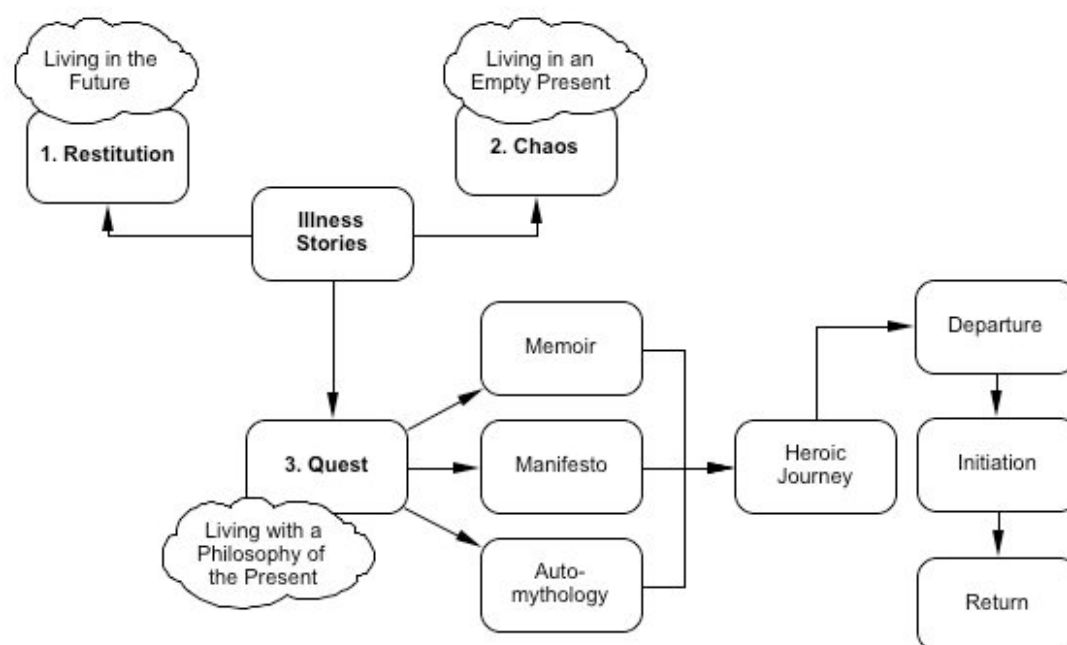 Living in the
Future
1. Restitution
Living in an
Empty Present
2. Chaos
Illness
Stories
3. Quest
Living with a
Philosophy of
the Present
Memoir
Manifesto
Auto-
mythology
Heroic
Journey
Departure
Initiation
Return